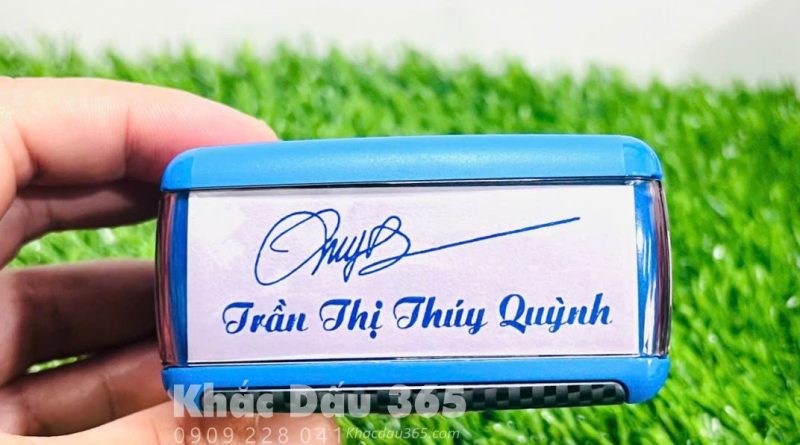 Trần Thị Thúy Quỳnh
Khắc Dấu 365
0909 228 041 Khacdau365.com